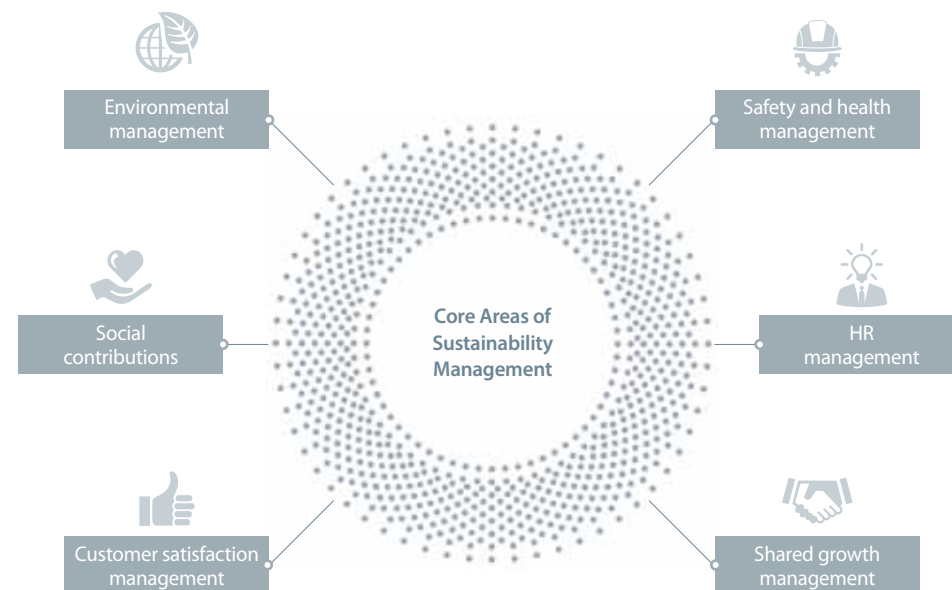 Environmental
management
Safety and health
management
Social
contributions
Core Areas of
Sustainability
Management
HR
management
Customer satisfaction
management
Shared growth
management